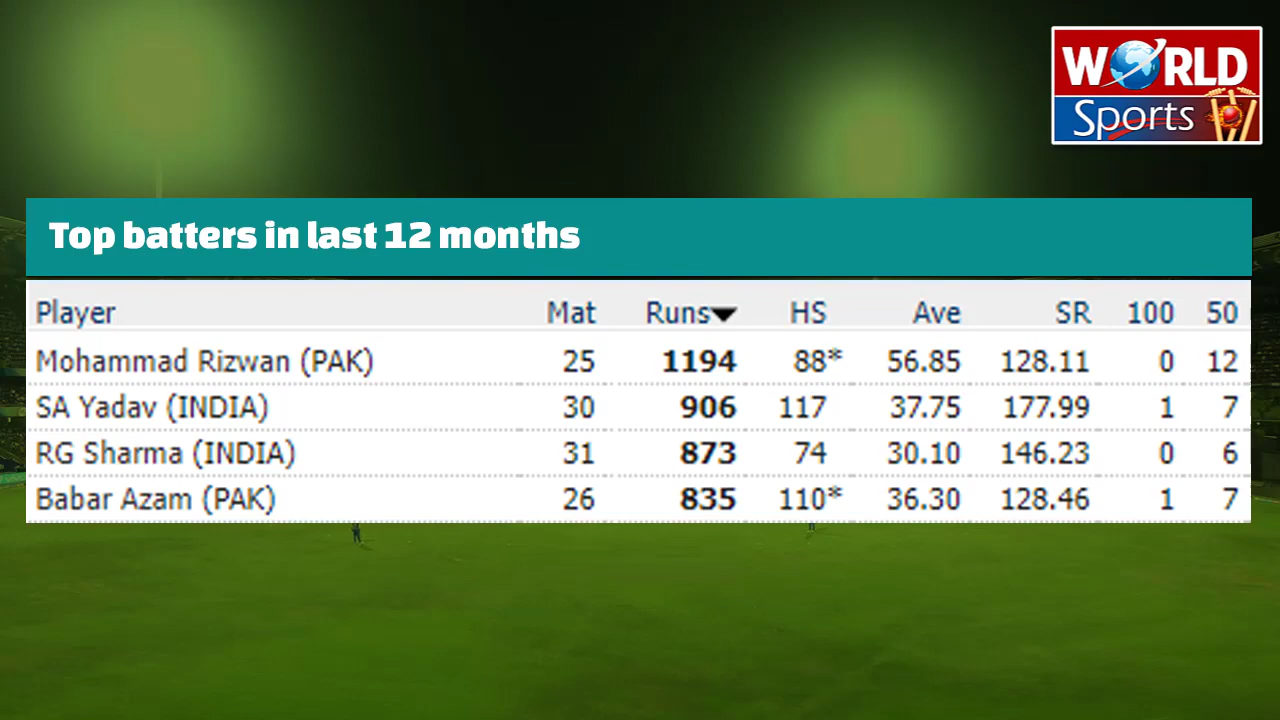 WORLD
Sports
Top batters in last 12 months
Player Mat Runs▼ HS Ave SR 100 50
Mohammad Rizwan (PAK) 25 1194 88* 56.85 128.11 0 12
SA Yadav (INDIA) 30 906 117 37.75 177.99 1 7
RG Sharma (INDIA) 31 873 74 30.10 146.23 0 6
Babar Azam (PAK) 26 835 110* 36.30 128.46 1 7